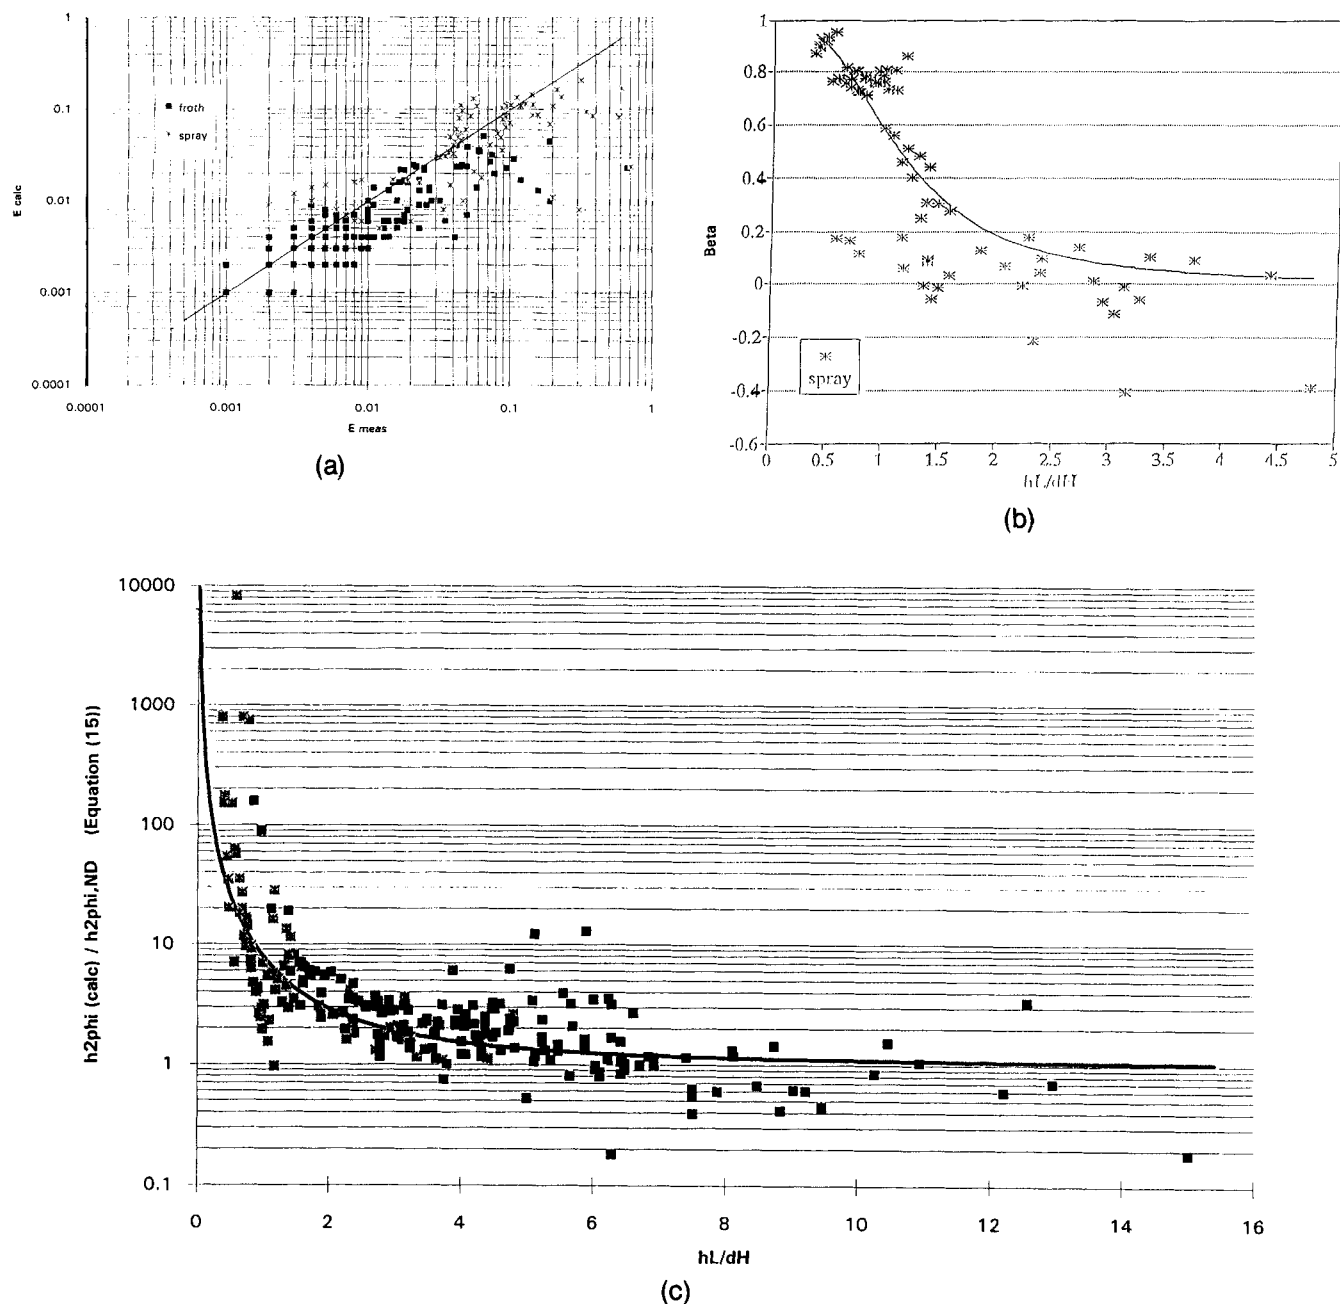 1
0.1
0.01
0.001
0.0001
E calc
froth
spray
0.0001 0.001 0.01 0.1 1
E meas
(a)
1
0.8
0.6
0.4
0.2
0
-0.2
-0.4
-0.6
Beta
spray
0 0.5 1 1.5 2 2.5 3 3.5 4 4.5 5
hL/dH
(b)
10000
1000
100
10
1
0.1
h2phi (calc) / h2phi,ND (Equation (15))
0 2 4 6 8 10 12 14 16
hL/dH
(c)